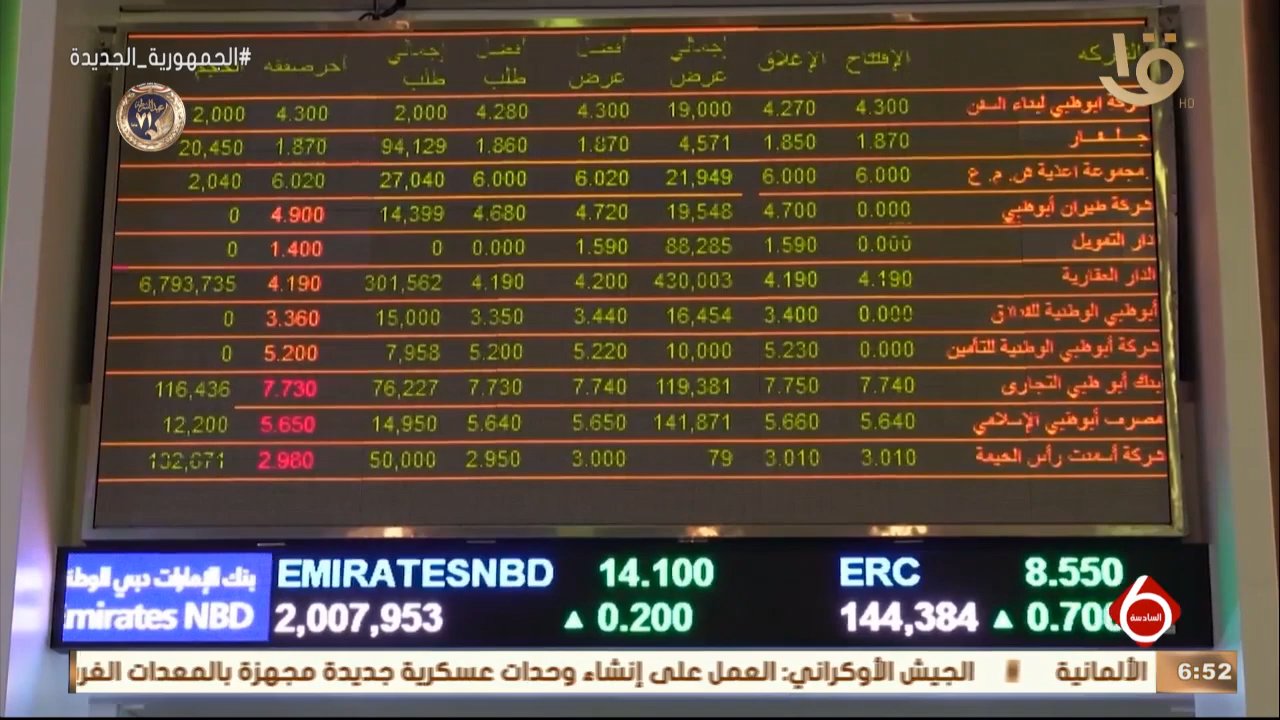 #الجمهورية_الجديدة
HD
الإفتتاح الإغلاق إجمالي عرض أفضل عرض أفضل طلب إجمالي طلب آخر صفقة
شركة أبوظبي لبناء السفن 4.300 4.270 19,000 4.300 4.280 2,000 4.300 2,000
جلفار 1.870 1.850 4,571 1.870 1.860 94,129 1.870 20,450
مجموعة اغذية ش. م. ع 6.000 6.000 21,949 6.020 6.000 27,040 6.020 2,040
شركة طيران أبوظبي 0.000 4.700 19,548 4.720 4.680 14,399 4.900 0
دار التمويل 0.000 1.590 88,285 1.590 0.000 0 1.400 0
الدار العقارية 4.190 4.190 430,003 4.200 4.190 301,562 4.190 6,793,735
أبوظبي الوطنية 0.000 3.400 16,454 3.440 3.350 15,000 3.360 0
شركة أبوظبي الوطنية للتأمين 0.000 5.230 10,000 5.220 5.200 7,958 5.200 0
بنك أبو ظبي التجارى 7.740 7.750 119,381 7.740 7.730 76,227 7.730 116,436
مصرف أبوظبي الإسلامي 5.640 5.660 141,871 5.650 5.640 14,950 5.650 12,200
شركة أسمنت رأس الخيمة 3.010 3.010 79 3.000 2.950 50,000 2.980 132,671
بنك الإمارات دبي الوطن EMIRATESNBD 14.100 ERC 8.550
mirates NBD 2,007,953 ▲ 0.200 144,384 ▲ 0.700
السادسة
6:52 الألمانية الجيش الأوكراني: العمل على إنشاء وحدات عسكرية جديدة مجهزة بالمعدات الغر